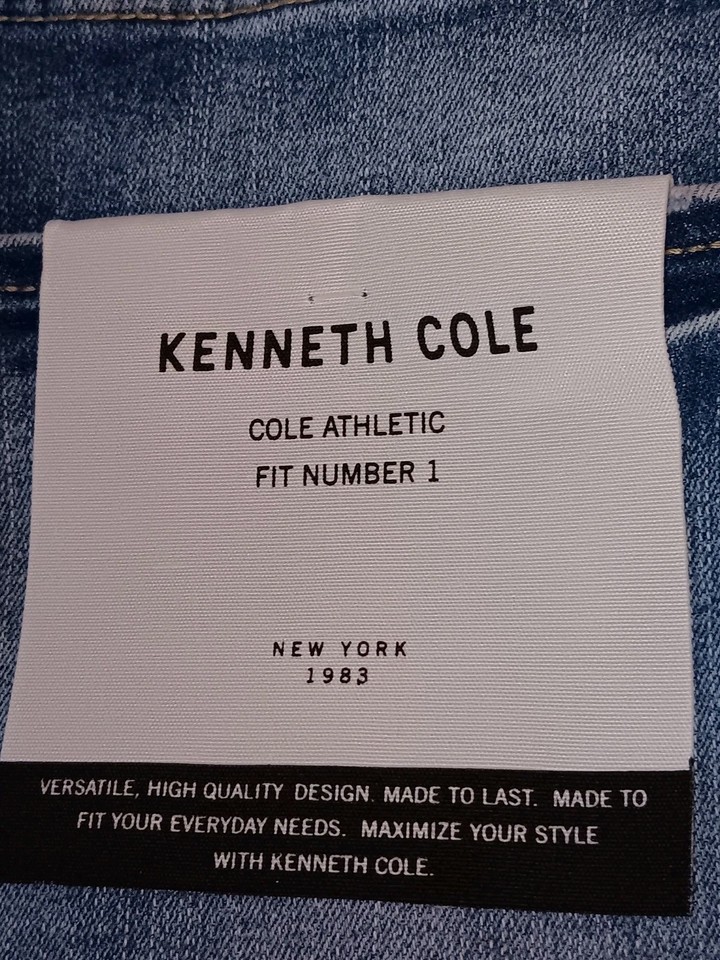 KENNETH COLE
COLE ATHLETIC
FIT NUMBER 1
NEW YORK
1983
VERSATILE, HIGH QUALITY DESIGN. MADE TO LAST. MADE TO
FIT YOUR EVERYDAY NEEDS. MAXIMIZE YOUR STYLE
WITH KENNETH COLE.